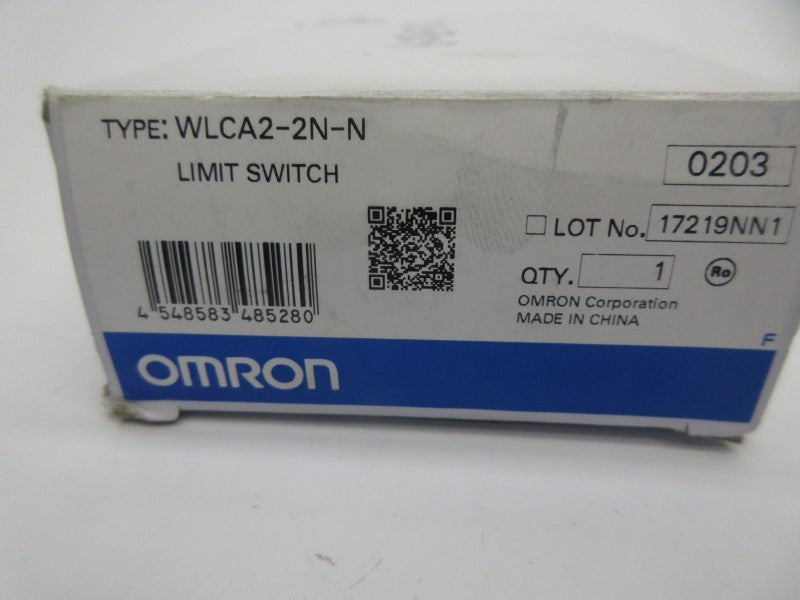 TYPE: WLCA2-2N-N
LIMIT SWITCH
0203
LOT No. 17219NN1
QTY. 1
Ro
OMRON Corporation
MADE IN CHINA
4 548583 485280
F
OMRON